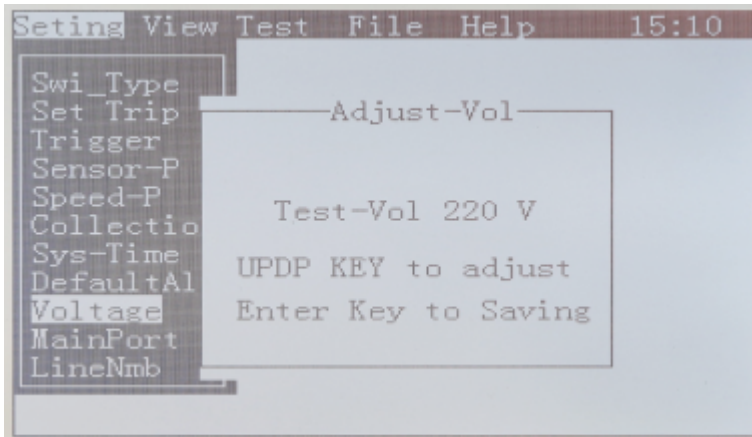 Seting View Test File Help 15:10
Swi_Type
Set Trip
Trigger
Sensor-P
Speed-P
Collectio
Sys-Time
DefaultAl
Voltage
MainPort
LineNmb
Adjust-Vol
Test-Vol 220 V
UPDP KEY to adjust
Enter Key to Saving